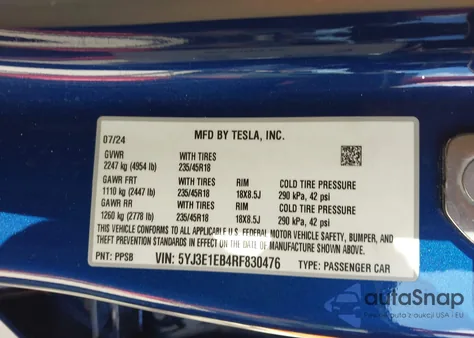 07/24 MFD BY TESLA, INC.
GVWR WITH TIRES
2247 kg (4954 lb) 235/45R18
GAWR FRT WITH TIRES RIM COLD TIRE PRESSURE
1110 kg (2447 lb) 235/45R18 18X8.5J 290 kPa, 42 psi
GAWR RR WITH TIRES RIM COLD TIRE PRESSURE
1260 kg (2778 lb) 235/45R18 18X8.5J 290 kPa, 42 psi
THIS VEHICLE CONFORMS TO ALL APPLICABLE U.S. FEDERAL MOTOR VEHICLE SAFETY, BUMPER, AND
THEFT PREVENTION STANDARDS IN EFFECT ON THE DATE OF MANUFACTURE SHOWN ABOVE.
PNT: PPSB VIN: 5YJ3E1EB4RF830476 TYPE: PASSENGER CAR
autoSnap
Pewne auto z USA - EU